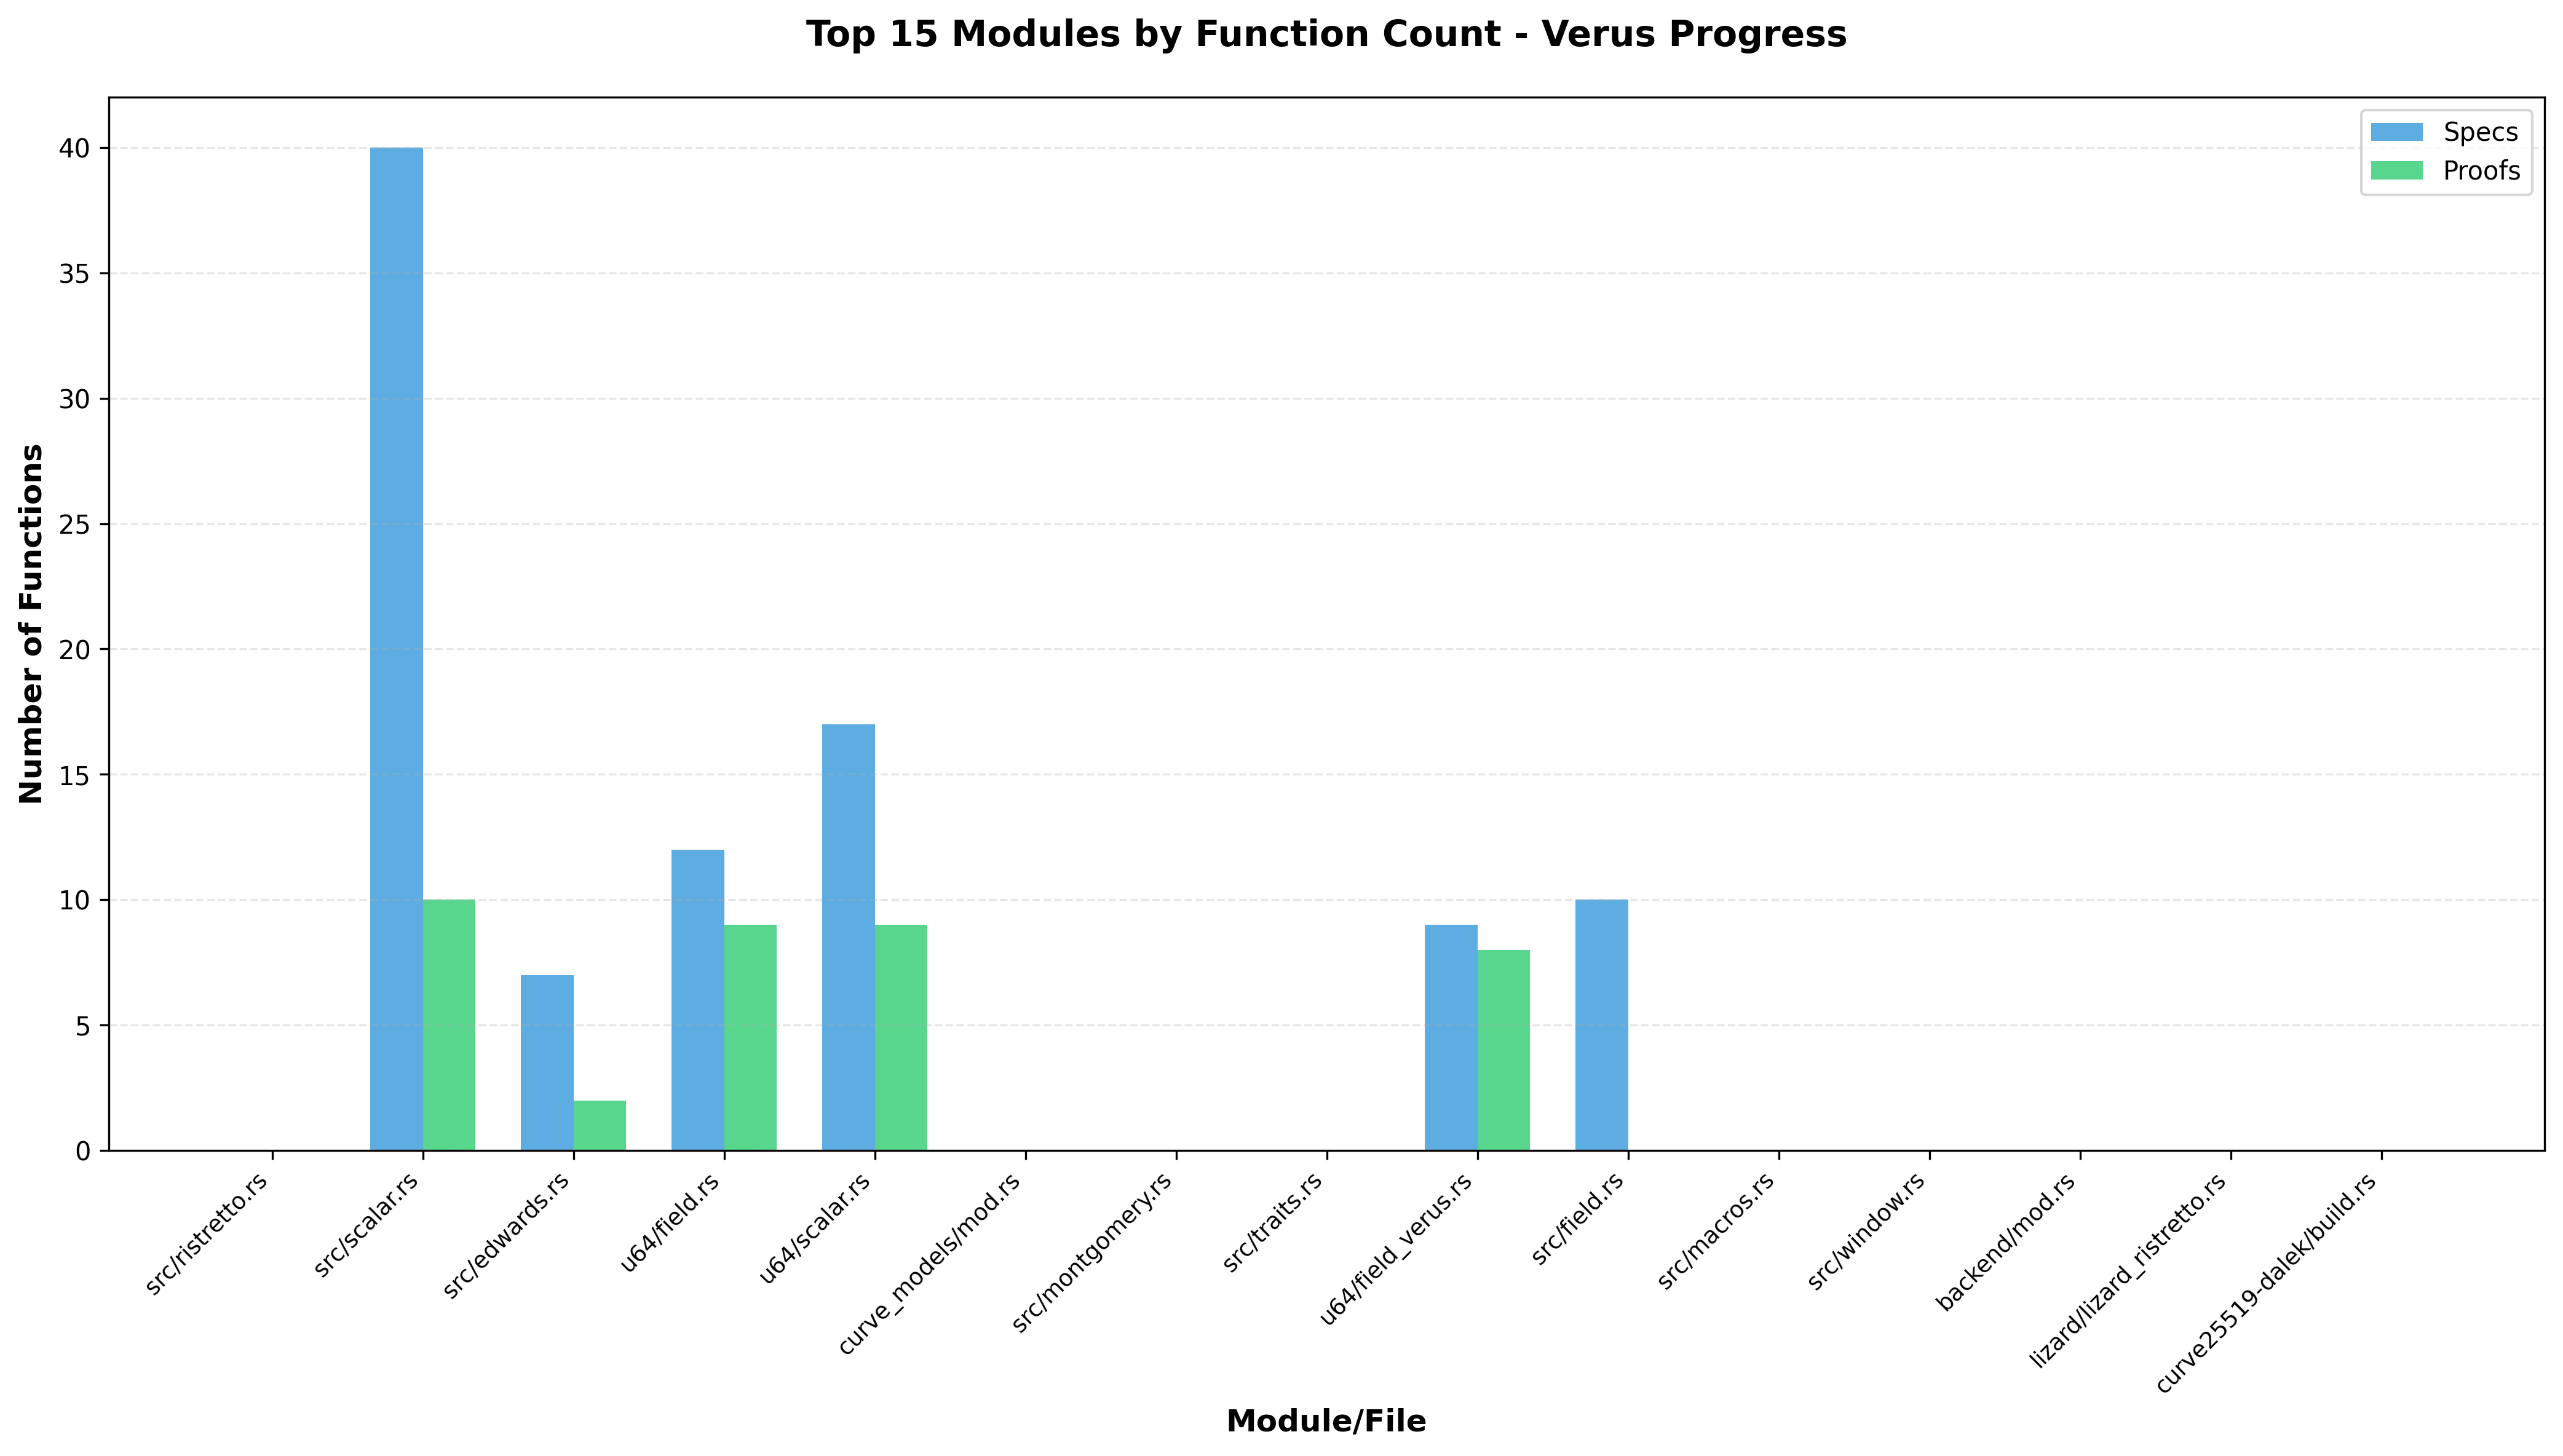 Top 15 Modules by Function Count - Verus Progress
Specs
Proofs
Number of Functions
40
35
30
25
20
15
10
5
0
src/ristretto.rs
src/scalar.rs
src/edwards.rs
u64/field.rs
u64/scalar.rs
curve_models/mod.rs
src/montgomery.rs
src/traits.rs
u64/field_verus.rs
src/field.rs
src/macros.rs
src/window.rs
backend/mod.rs
lizard/lizard_ristretto.rs
curve25519-dalek/build.rs
Module/File